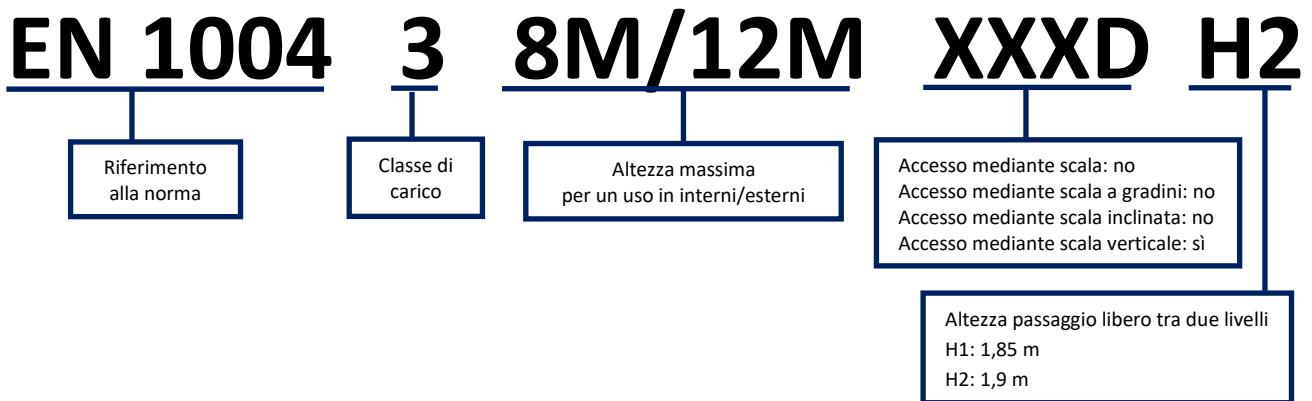 EN 1004 3 8M/12M XXXD H2
Riferimento
alla norma
Classe di
carico
Altezza massima
per un uso in interni/esterni
Accesso mediante scala: no
Accesso mediante scala a gradini: no
Accesso mediante scala inclinata: no
Accesso mediante scala verticale: sì
Altezza passaggio libero tra due livelli
H1: 1,85 m
H2: 1,9 m